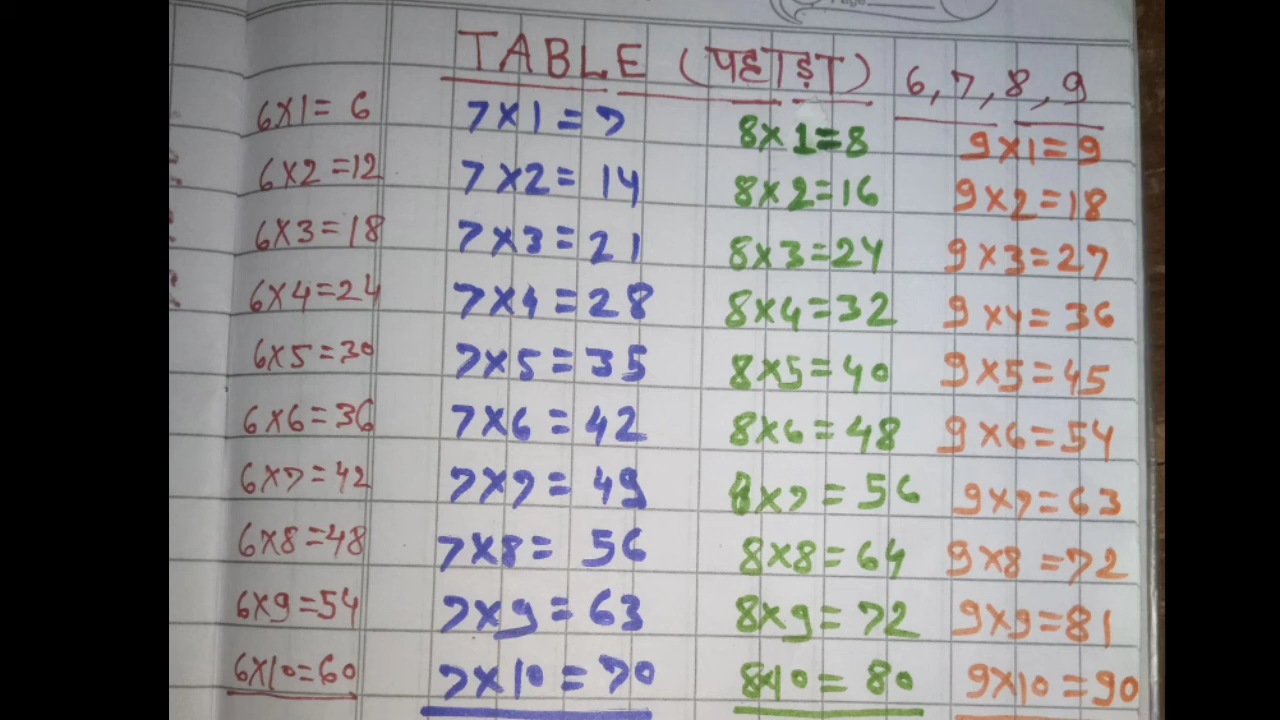 TABLE (पहाड़ा) 6, 7, 8, 9
6x1= 6
6x2=12
6x3=18
6x4=24
6x5=30
6x6=36
6x7=42
6x8=48
6x9=54
6x10=60
7x1=7
7x2=14
7x3=21
7x4=28
7x5=35
7x6=42
7x7=49
7x8=56
7x9=63
7x10=70
8x1=8
8x2=16
8x3=24
8x4=32
8x5=40
8x6=48
8x7=56
8x8=64
8x9=72
8x10=80
9x1=9
9x2=18
9x3=27
9x4=36
9x5=45
9x6=54
9x7=63
9x8=72
9x9=81
9x10=90